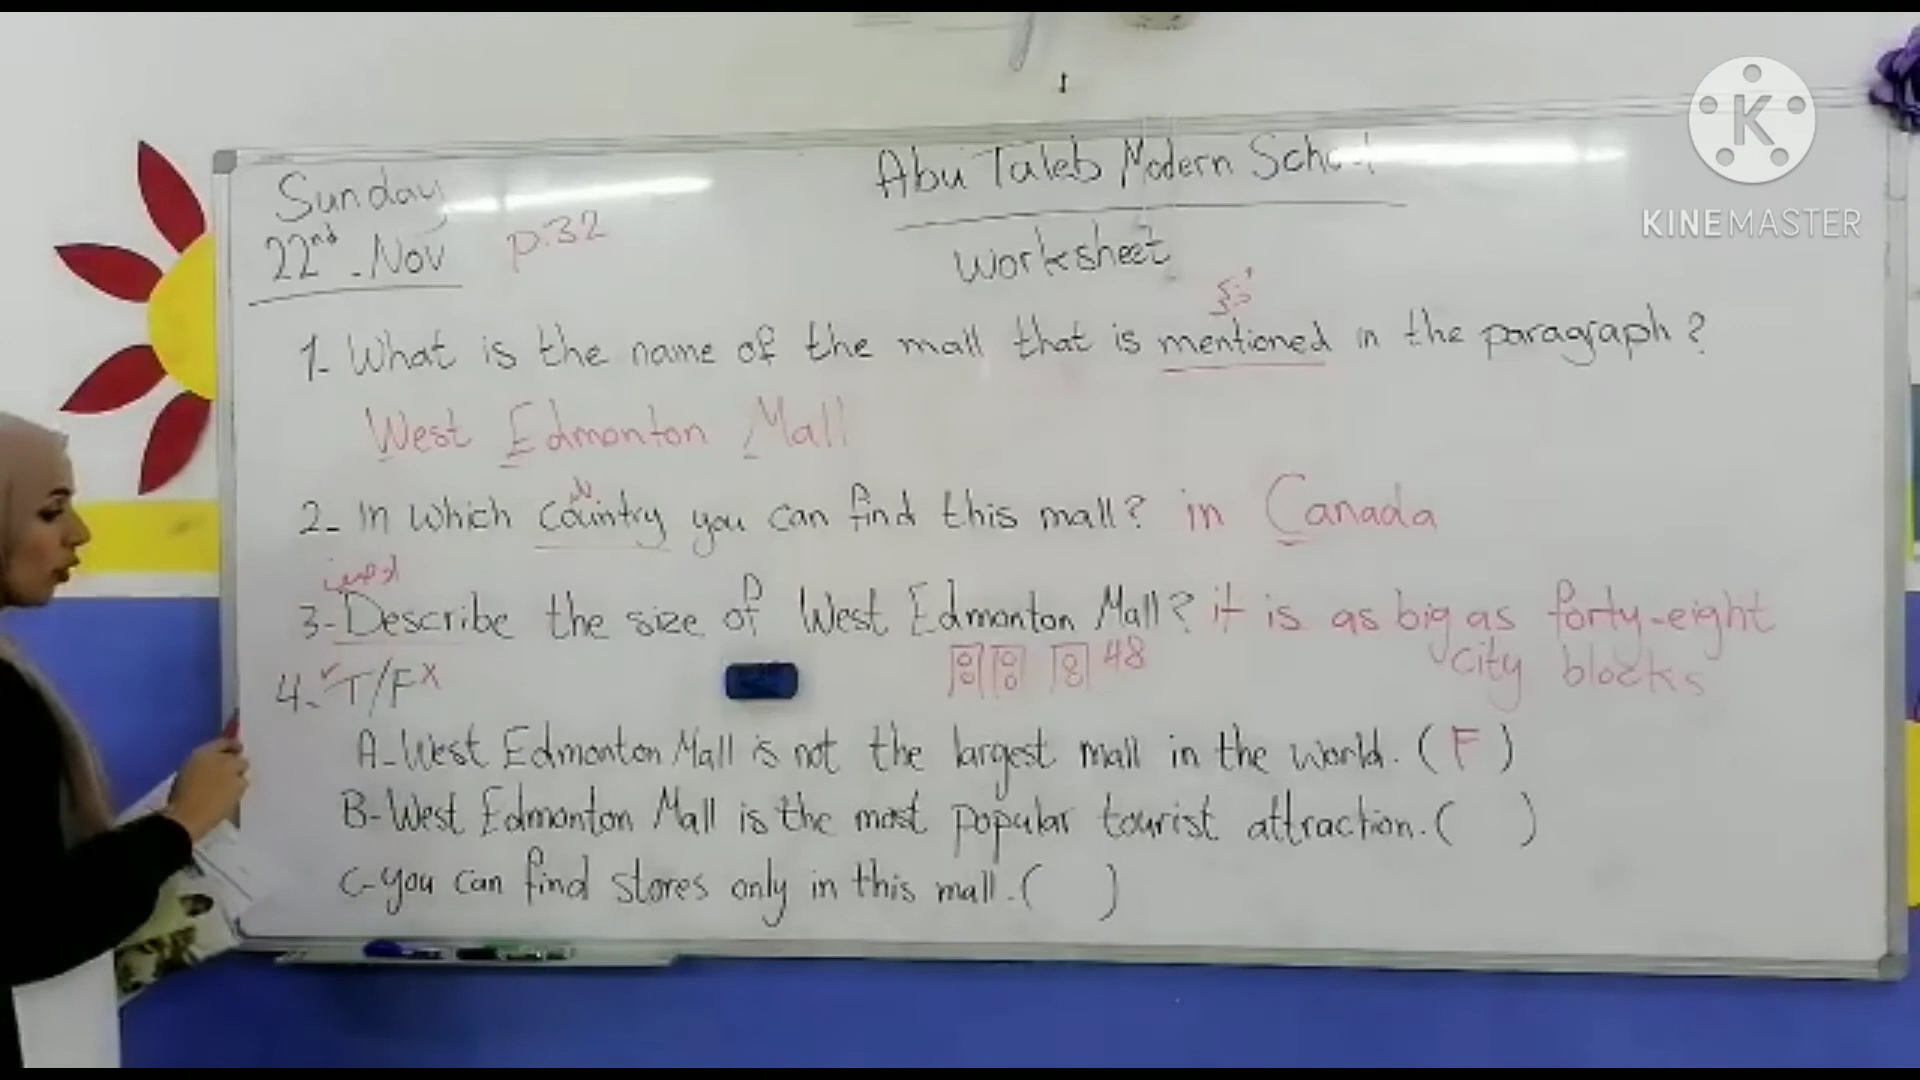 KINEMASTER
Abu Taleb Modern School
Sunday
22nd - Nov p.32
Worksheet
ذكر
1- What is the name of the mall that is mentioned in the paragraph?
West Edmonton Mall
2- In which country you can find this mall? in Canada
اوصف
3- Describe the size of West Edmonton Mall? it is as big as forty-eight
city blocks
48
4- T/F
A- West Edmonton Mall is not the largest mall in the world. (F)
B- West Edmonton Mall is the most popular tourist attraction. ( )
C- you can find stores only in this mall. ( )